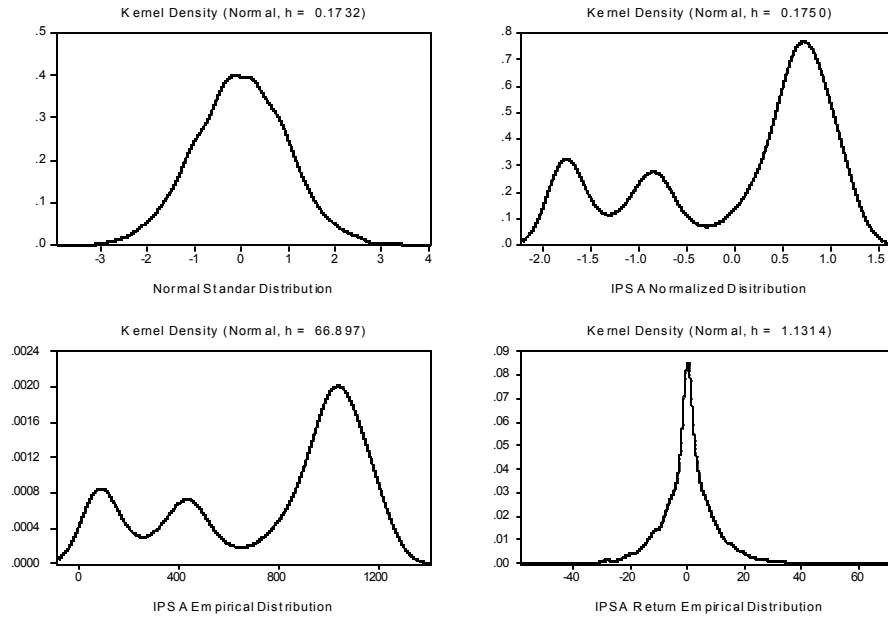 Kernel Density (Normal, h = 0.1732)
.5
.4
.3
.2
.1
.0
-3 -2 -1 0 1 2 3 4
Normal Standar Distribution
Kernel Density (Normal, h = 0.1750)
.8
.7
.6
.5
.4
.3
.2
.1
.0
-2.0 -1.5 -1.0 -0.5 0.0 0.5 1.0 1.5
IPSA Normalized Disitribution
Kernel Density (Normal, h = 66.897)
.0024
.0020
.0016
.0012
.0008
.0004
.0000
0 400 800 1200
IPSA Empirical Distribution
Kernel Density (Normal, h = 1.1314)
.09
.08
.07
.06
.05
.04
.03
.02
.01
.00
-40 -20 0 20 40 60
IPSA Return Empirical Distribution